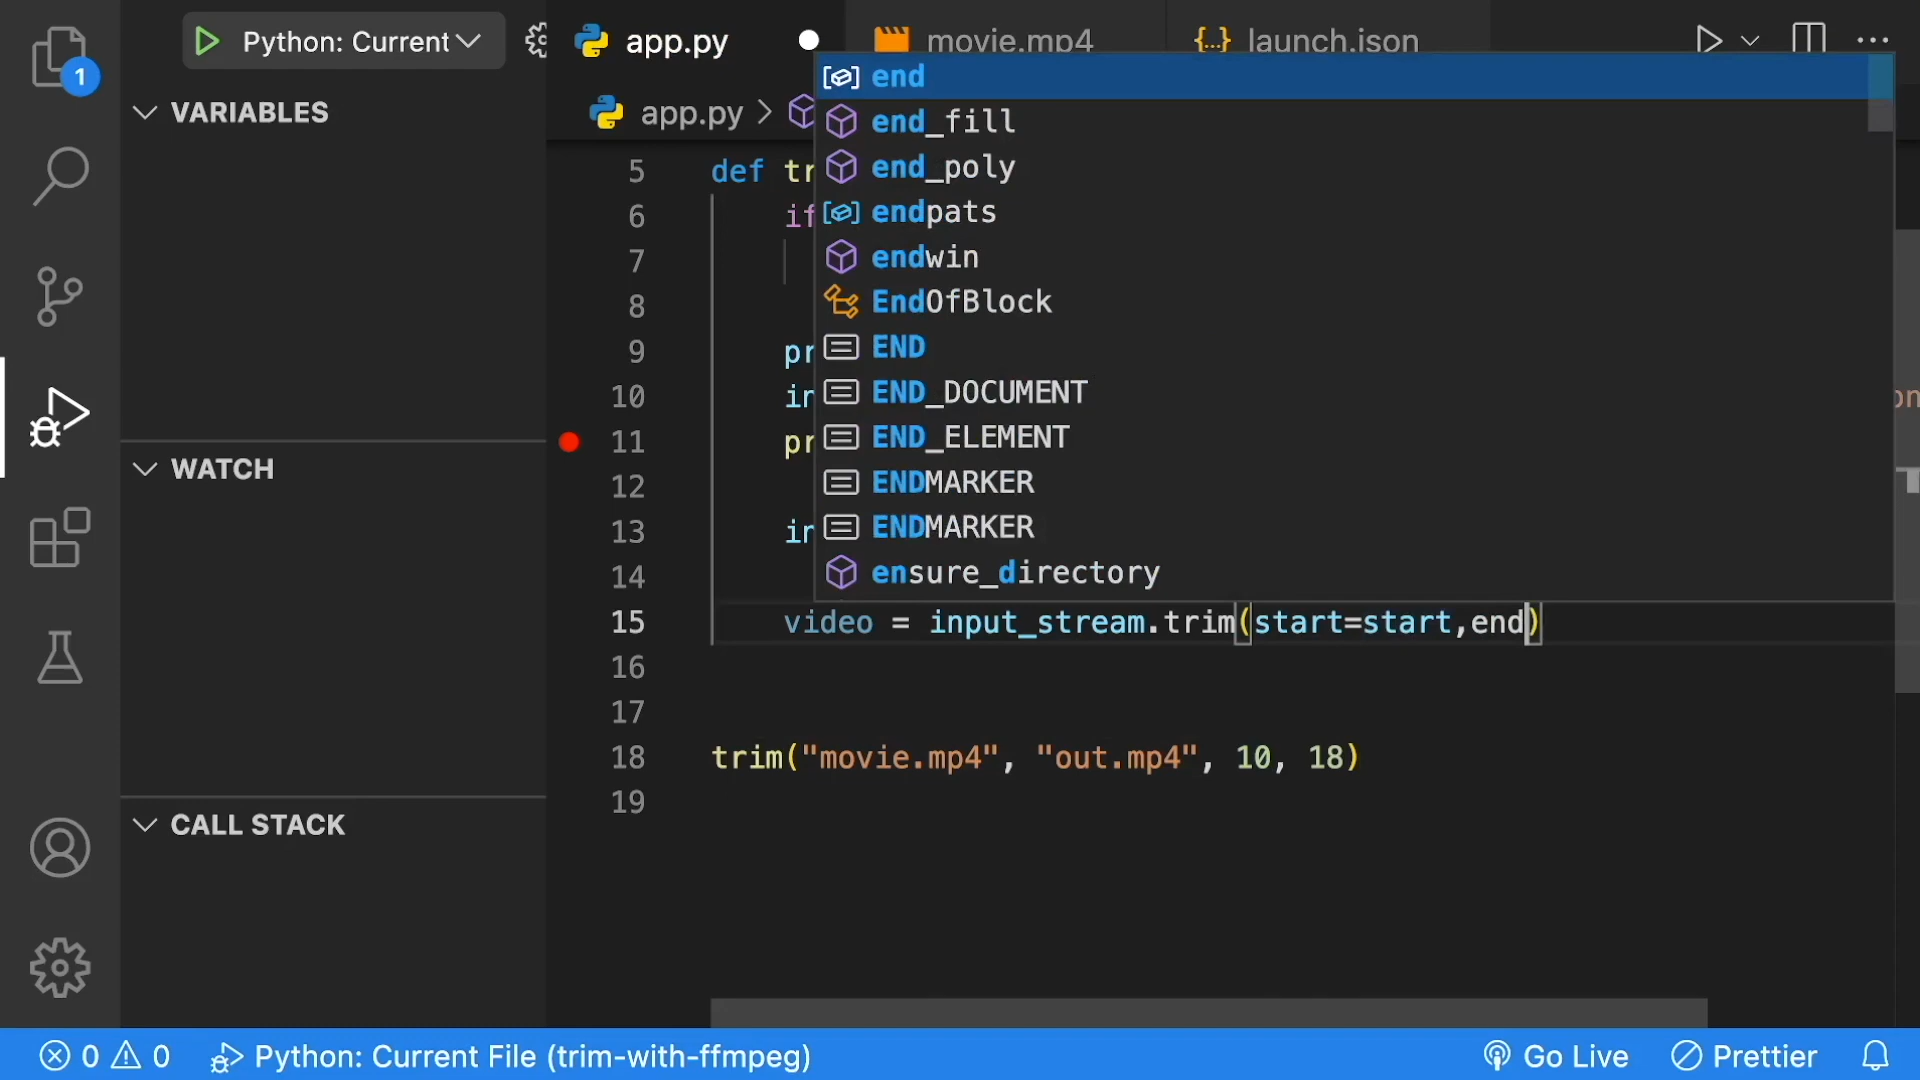 Python: Current
app.py
movie.mp4
launch.json
1
VARIABLES
WATCH
CALL STACK
app.py
end
end_fill
end_poly
endpats
endwin
EndOfBlock
END
END_DOCUMENT
END_ELEMENT
ENDMARKER
ENDMARKER
ensure_directory
5 def tr
6 if
7
8
9 pr
10 in
11 pr
12
13 in
14
15 video = input_stream.trim(start=start,end)
16
17
18 trim("movie.mp4", "out.mp4", 10, 18)
19
0 0 Python: Current File (trim-with-ffmpeg) Go Live Prettier